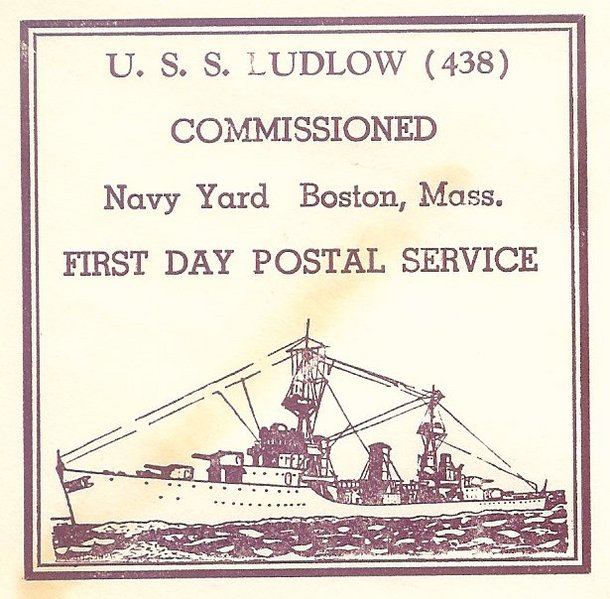 U. S. S. LUDLOW (438)
COMMISSIONED
Navy Yard Boston, Mass.
FIRST DAY POSTAL SERVICE